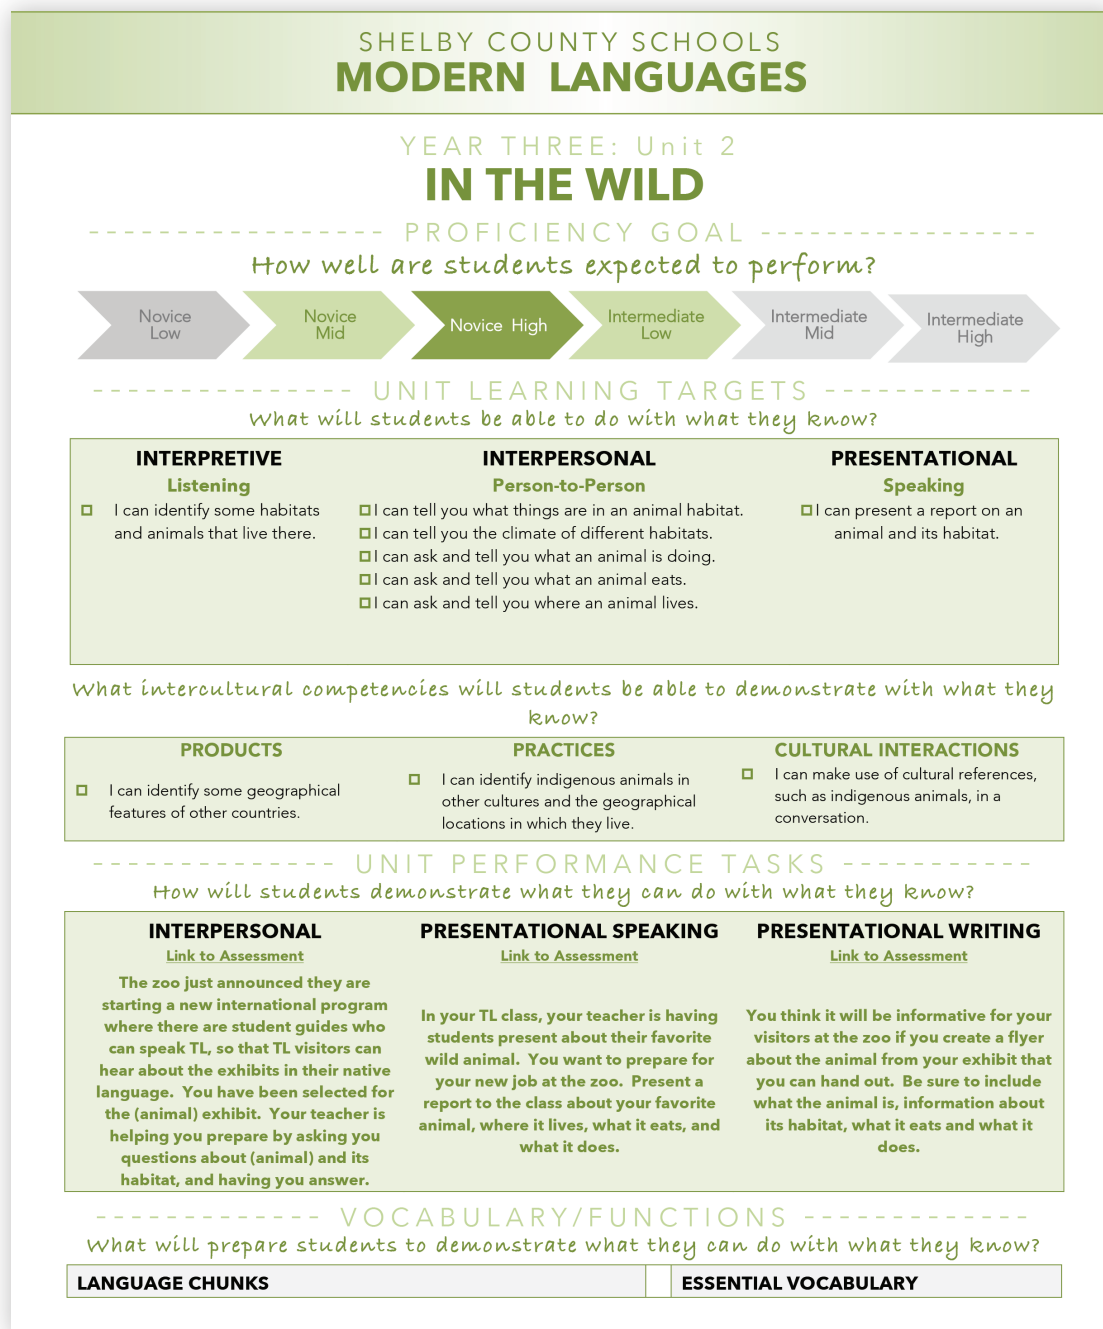 SHELBY COUNTY SCHOOLS
MODERN LANGUAGES
YEAR THREE: Unit 2
IN THE WILD
PROFICIENCY GOAL
How well are students expected to perform?
Novice
Low
Novice
Mid
Novice High
Intermediate
Low
Intermediate
Mid
Intermediate
High
UNIT LEARNING TARGETS
What will students be able to do with what they know?
INTERPRETIVE
Listening
I can identify some habitats
and animals that live there.
INTERPERSONAL
Person-to-Person
I can tell you what things are in an animal habitat.
I can tell you the climate of different habitats.
I can ask and tell you what an animal is doing.
I can ask and tell you what an animal eats.
I can ask and tell you where an animal lives.
PRESENTATIONAL
Speaking
I can present a report on an
animal and its habitat.
What intercultural competencies will students be able to demonstrate with what they
know?
PRODUCTS
I can identify some geographical
features of other countries.
PRACTICES
I can identify indigenous animals in
other cultures and the geographical
locations in which they live.
CULTURAL INTERACTIONS
I can make use of cultural references,
such as indigenous animals, in a
conversation.
UNIT PERFORMANCE TASKS
How will students demonstrate what they can do with what they know?
INTERPERSONAL
Link to Assessment
The zoo just announced they are
starting a new international program
where there are student guides who
can speak TL, so that TL visitors can
hear about the exhibits in their native
language. You have been selected for
the (animal) exhibit. Your teacher is
helping you prepare by asking you
questions about (animal) and its
habitat, and having you answer.
PRESENTATIONAL SPEAKING
Link to Assessment
In your TL class, your teacher is having
students present about their favorite
wild animal. You want to prepare for
your new job at the zoo. Present a
report to the class about your favorite
animal, where it lives, what it eats, and
what it does.
PRESENTATIONAL WRITING
Link to Assessment
You think it will be informative for your
visitors at the zoo if you create a flyer
about the animal from your exhibit that
you can hand out. Be sure to include
what the animal is, information about
its habitat, what it eats and what it
does.
VOCABULARY/FUNCTIONS
What will prepare students to demonstrate what they can do with what they know?
LANGUAGE CHUNKS
ESSENTIAL VOCABULARY